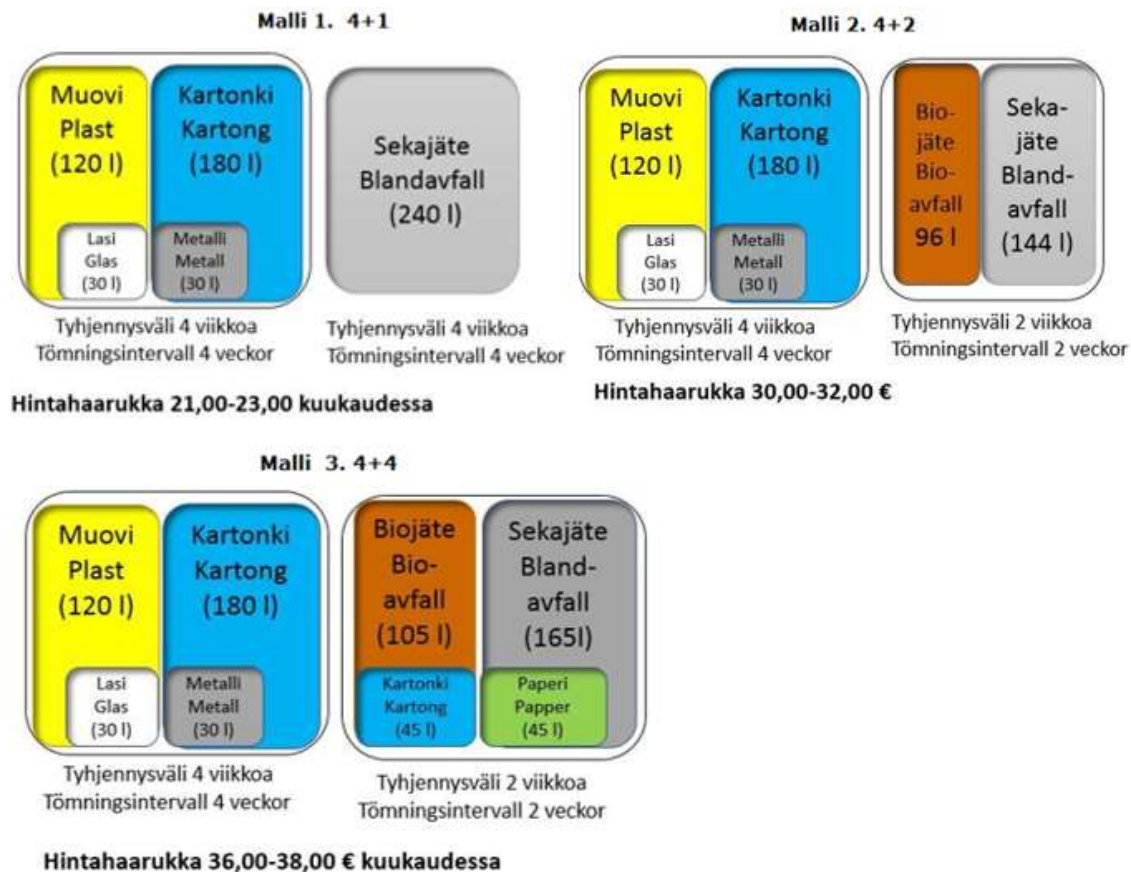 Malli 1. 4+1
Muovi
Plast
(120 l)
Kartonki
Kartong
(180 l)
Lasi
Glas
(30 l)
Metalli
Metall
(30 l)
Sekajäte
Blandavfall
(240 l)
Tyhjennysväli 4 viikkoa
Tömningsintervall 4 veckor
Tyhjennysväli 4 viikkoa
Tömningsintervall 4 veckor
Hintahaarukka 21,00-23,00 kuukaudessa
Malli 2. 4+2
Muovi
Plast
(120 l)
Kartonki
Kartong
(180 l)
Lasi
Glas
(30 l)
Metalli
Metall
(30 l)
Bio-
jäte
Bio-
avfall
96 l
Seka-
jäte
Bland-
avfall
(144 l)
Tyhjennysväli 4 viikkoa
Tömningsintervall 4 veckor
Tyhjennysväli 2 viikkoa
Tömningsintervall 2 veckor
Hintahaarukka 30,00-32,00 €
Malli 3. 4+4
Muovi
Plast
(120 l)
Kartonki
Kartong
(180 l)
Lasi
Glas
(30 l)
Metalli
Metall
(30 l)
Biojäte
Bio-
avfall
(105 l)
Sekajäte
Bland-
avfall
(165l)
Kartonki
Kartong
(45 l)
Paperi
Papper
(45 l)
Tyhjennysväli 4 viikkoa
Tömningsintervall 4 veckor
Tyhjennysväli 2 viikkoa
Tömningsintervall 2 veckor
Hintahaarukka 36,00-38,00 € kuukaudessa